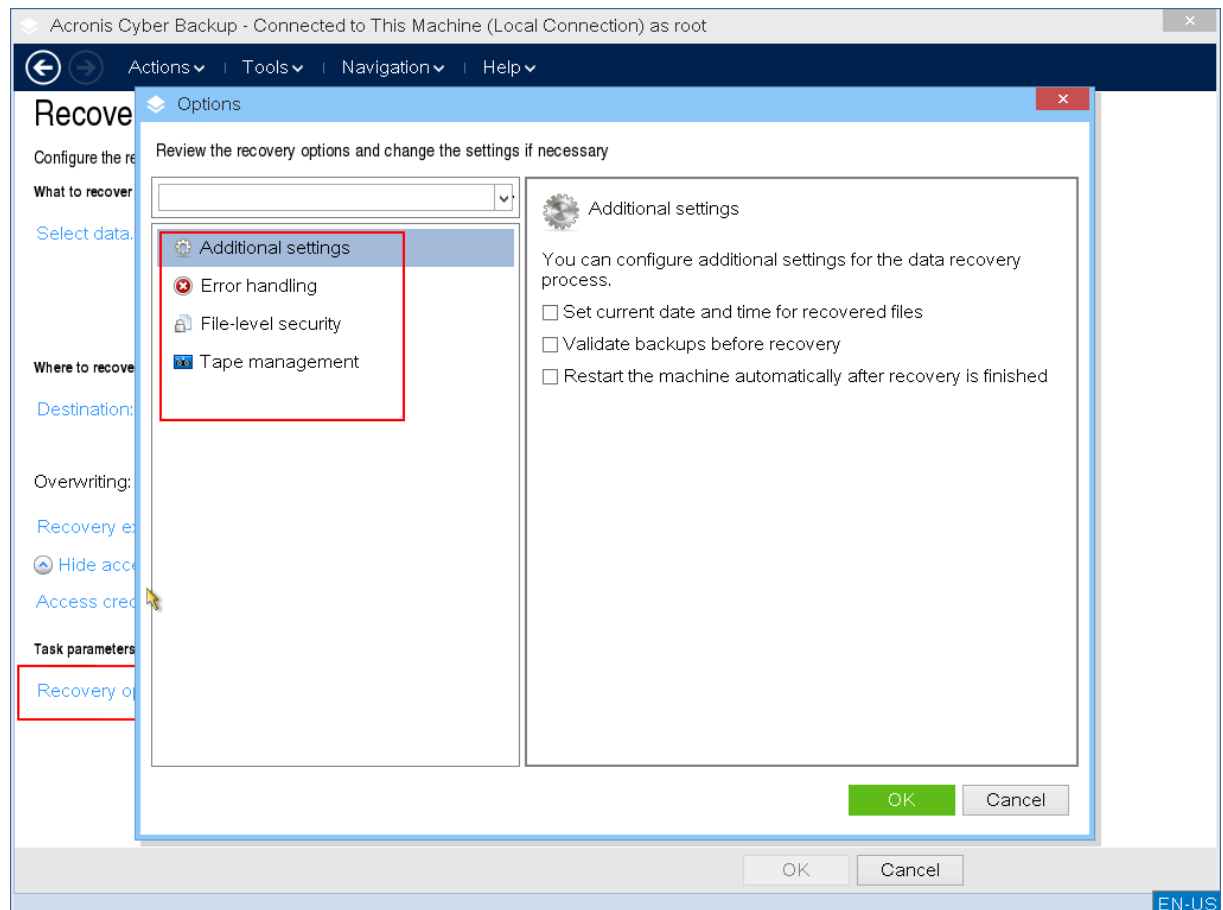 Acronis Cyber Backup - Connected to This Machine (Local Connection) as root
Actions Tools Navigation Help
Recove
Configure the re
What to recover
Select data.
Where to recove
Destination:
Overwriting:
Recovery e
Hide acce
Access cred
Task parameters
Recovery op
Options
Review the recovery options and change the settings if necessary
Additional settings
Error handling
File-level security
Tape management
Additional settings
You can configure additional settings for the data recovery
process.
Set current date and time for recovered files
Validate backups before recovery
Restart the machine automatically after recovery is finished
OK Cancel
OK Cancel
EN-US